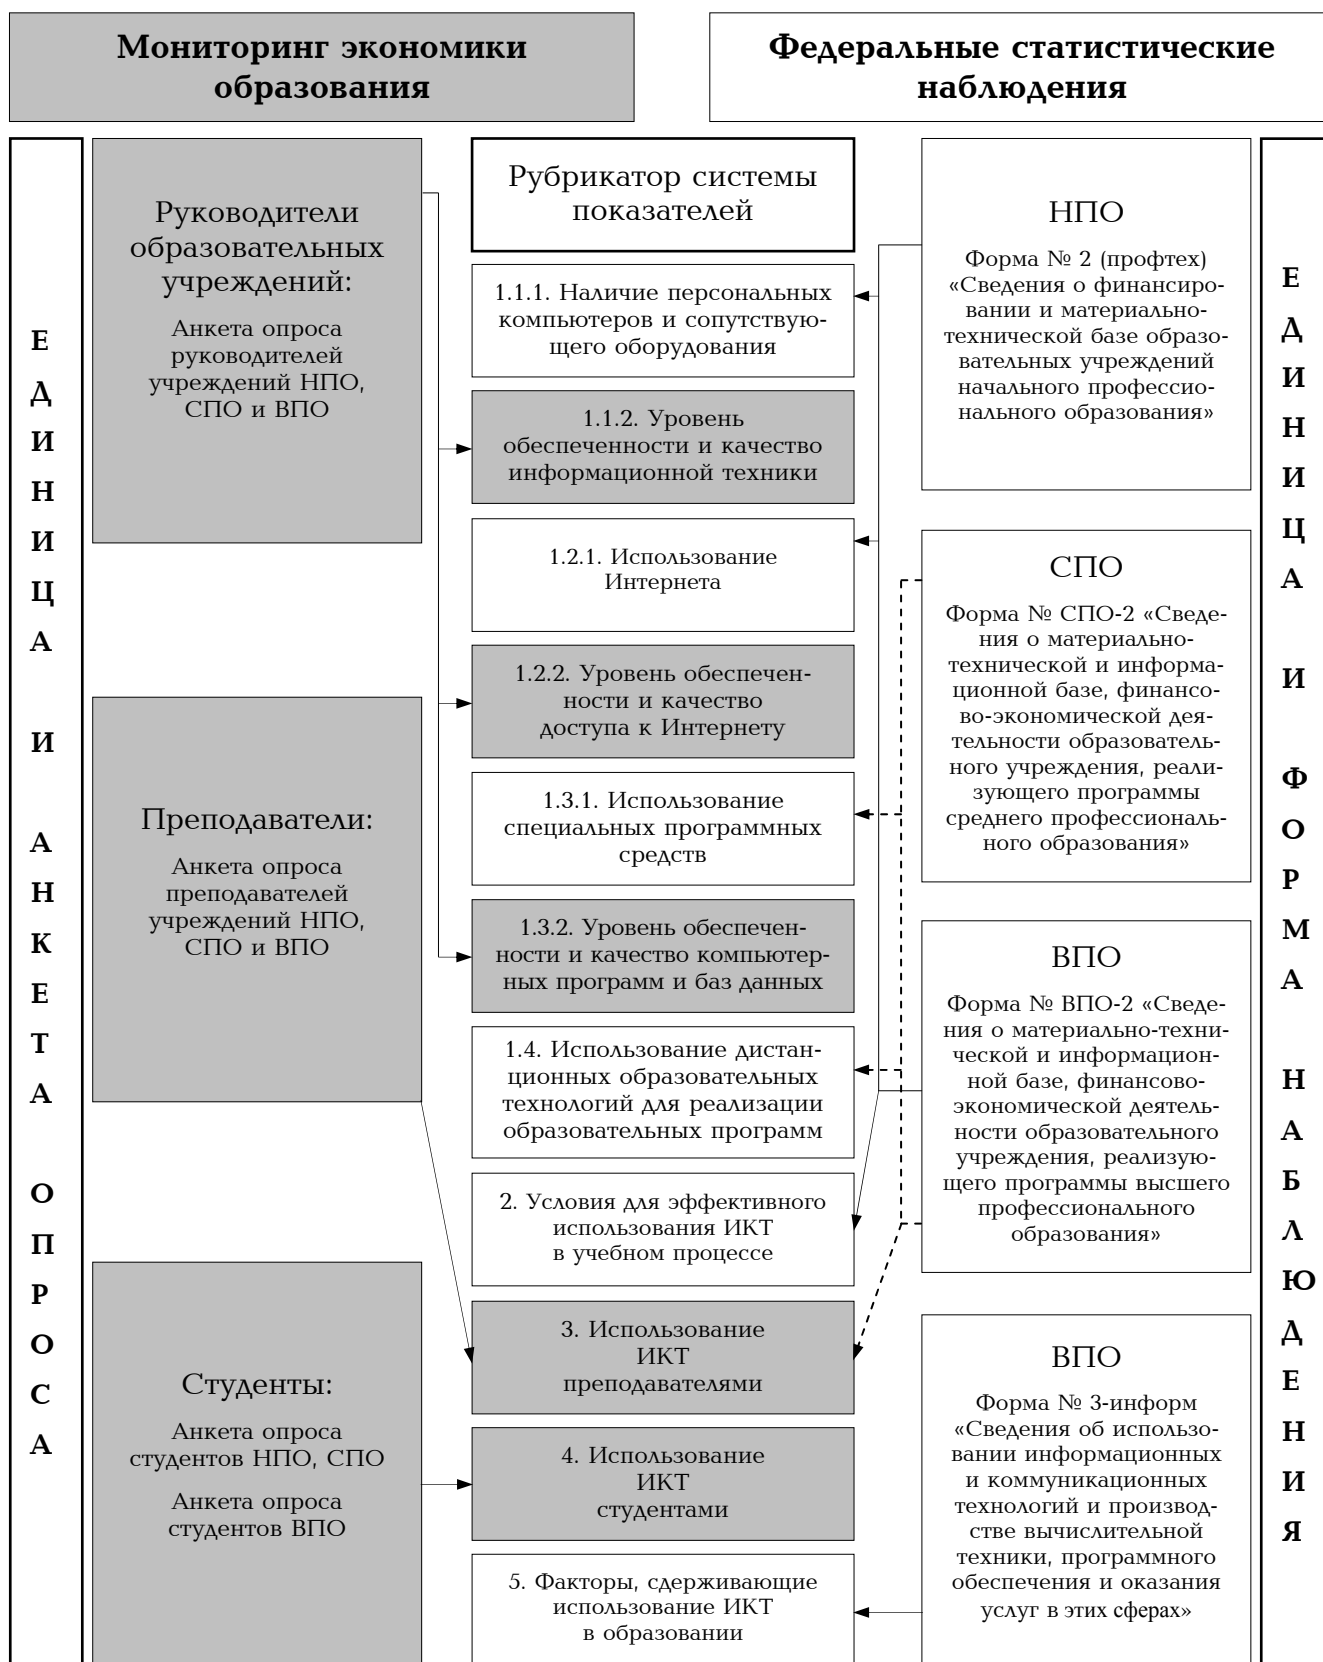 Мониторинг экономики
образования
Федеральные статистические
наблюдения
ЕДИНИЦА И АНКЕТА ОПРОСА
Руководители
образовательных
учреждений:
Анкета опроса
руководителей
учреждений НПО,
СПО и ВПО
Преподаватели:
Анкета опроса
преподавателей
учреждений НПО,
СПО и ВПО
Студенты:
Анкета опроса
студентов НПО, СПО
Анкета опроса
студентов ВПО
Рубрикатор системы
показателей
1.1.1. Наличие персональных
компьютеров и сопутствую-
щего оборудования
1.1.2. Уровень
обеспеченности и качество
информационной техники
1.2.1. Использование
Интернета
1.2.2. Уровень обеспечен-
ности и качество
доступа к Интернету
1.3.1. Использование
специальных программных
средств
1.3.2. Уровень обеспечен-
ности и качество компьютер-
ных программ и баз данных
1.4. Использование дистан-
ционных образовательных
технологий для реализации
образовательных программ
2. Условия для эффективного
использования ИКТ
в учебном процессе
3. Использование
ИКТ
преподавателями
4. Использование
ИКТ
студентами
5. Факторы, сдерживающие
использование ИКТ
в образовании
НПО
Форма № 2 (профтех)
«Сведения о финансиро-
вании и материально-
технической базе образо-
вательных учреждений
начального профессио-
нального образования»
СПО
Форма № СПО-2 «Сведе-
ния о материально-
технической и информа-
ционной базе, финансо-
во-экономической дея-
тельности образователь-
ного учреждения, реали-
зующего программы
среднего профессиональ-
ного образования»
ВПО
Форма № ВПО-2 «Сведе-
ния о материально-техни-
ческой и информацион-
ной базе, финансово-
экономической деятель-
ности образовательного
учреждения, реализую-
щего программы высшего
профессионального
образования»
ВПО
Форма № 3-информ
«Сведения об использо-
вании информационных
и коммуникационных
технологий и производ-
стве вычислительной
техники, программного
обеспечения и оказания
услуг в этих сферах»
ЕДИНИЦА И ФОРМА НАБЛЮДЕНИЯ